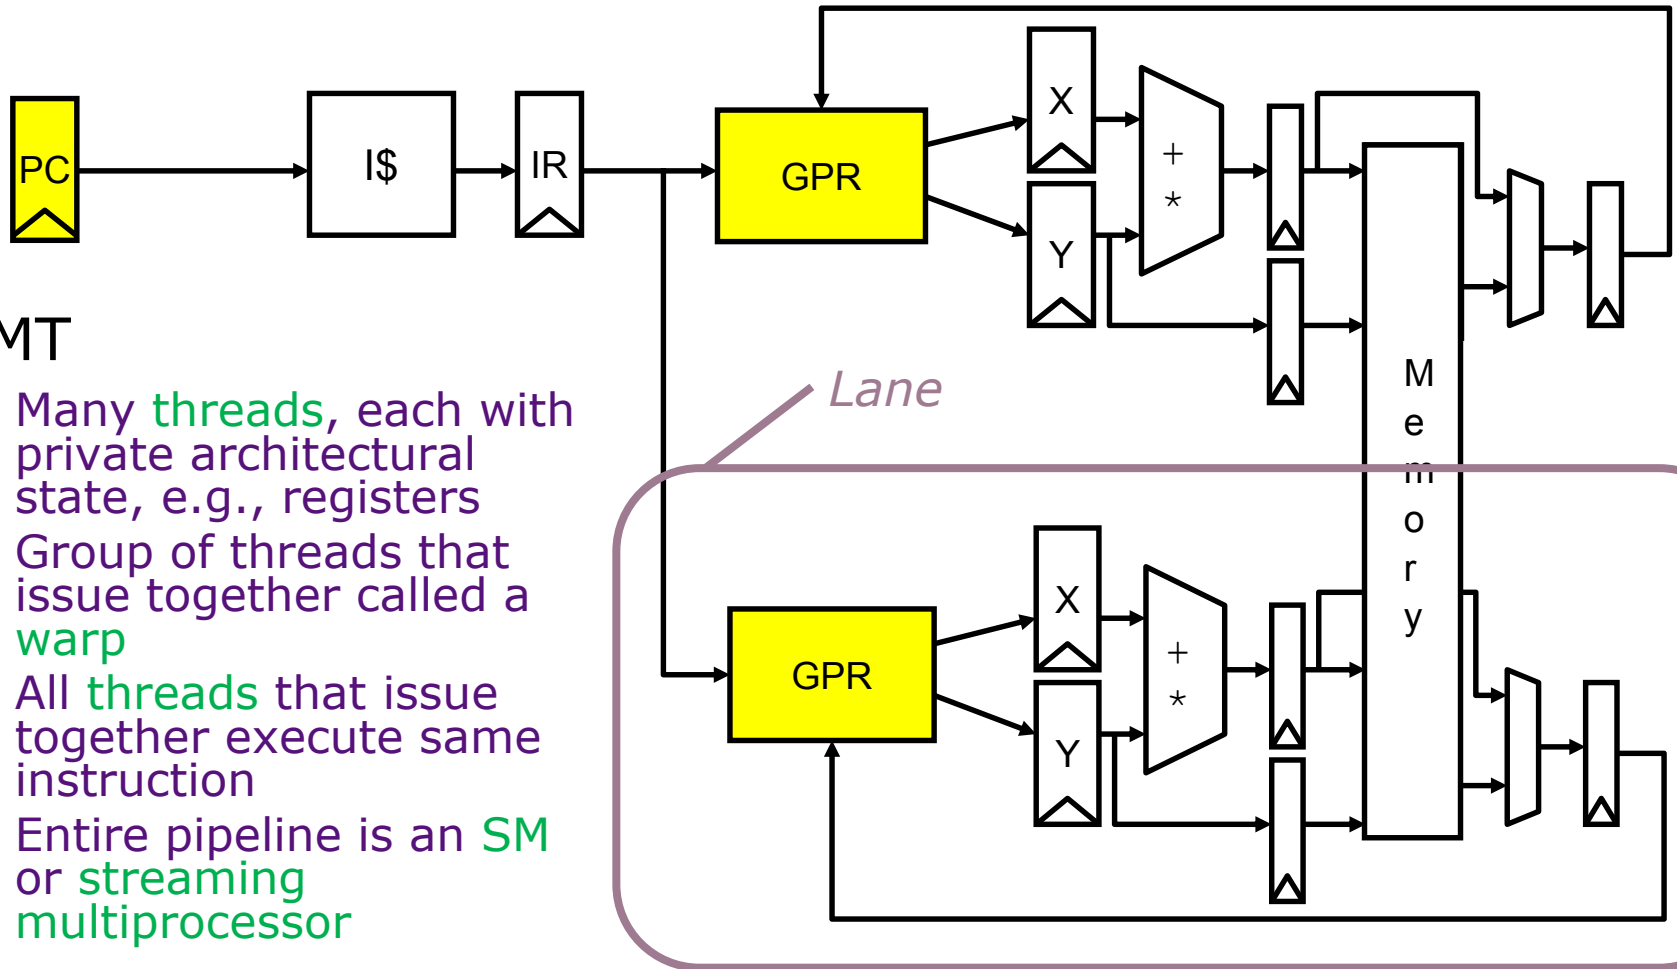 PC
I$
IR
GPR
X
Y
+
*
MT
Many threads, each with
private architectural
state, e.g., registers
Group of threads that
issue together called a
warp
All threads that issue
together execute same
instruction
Entire pipeline is an SM
or streaming
multiprocessor
Lane
M
e
m
o
r
y
GPR
X
Y
+
*